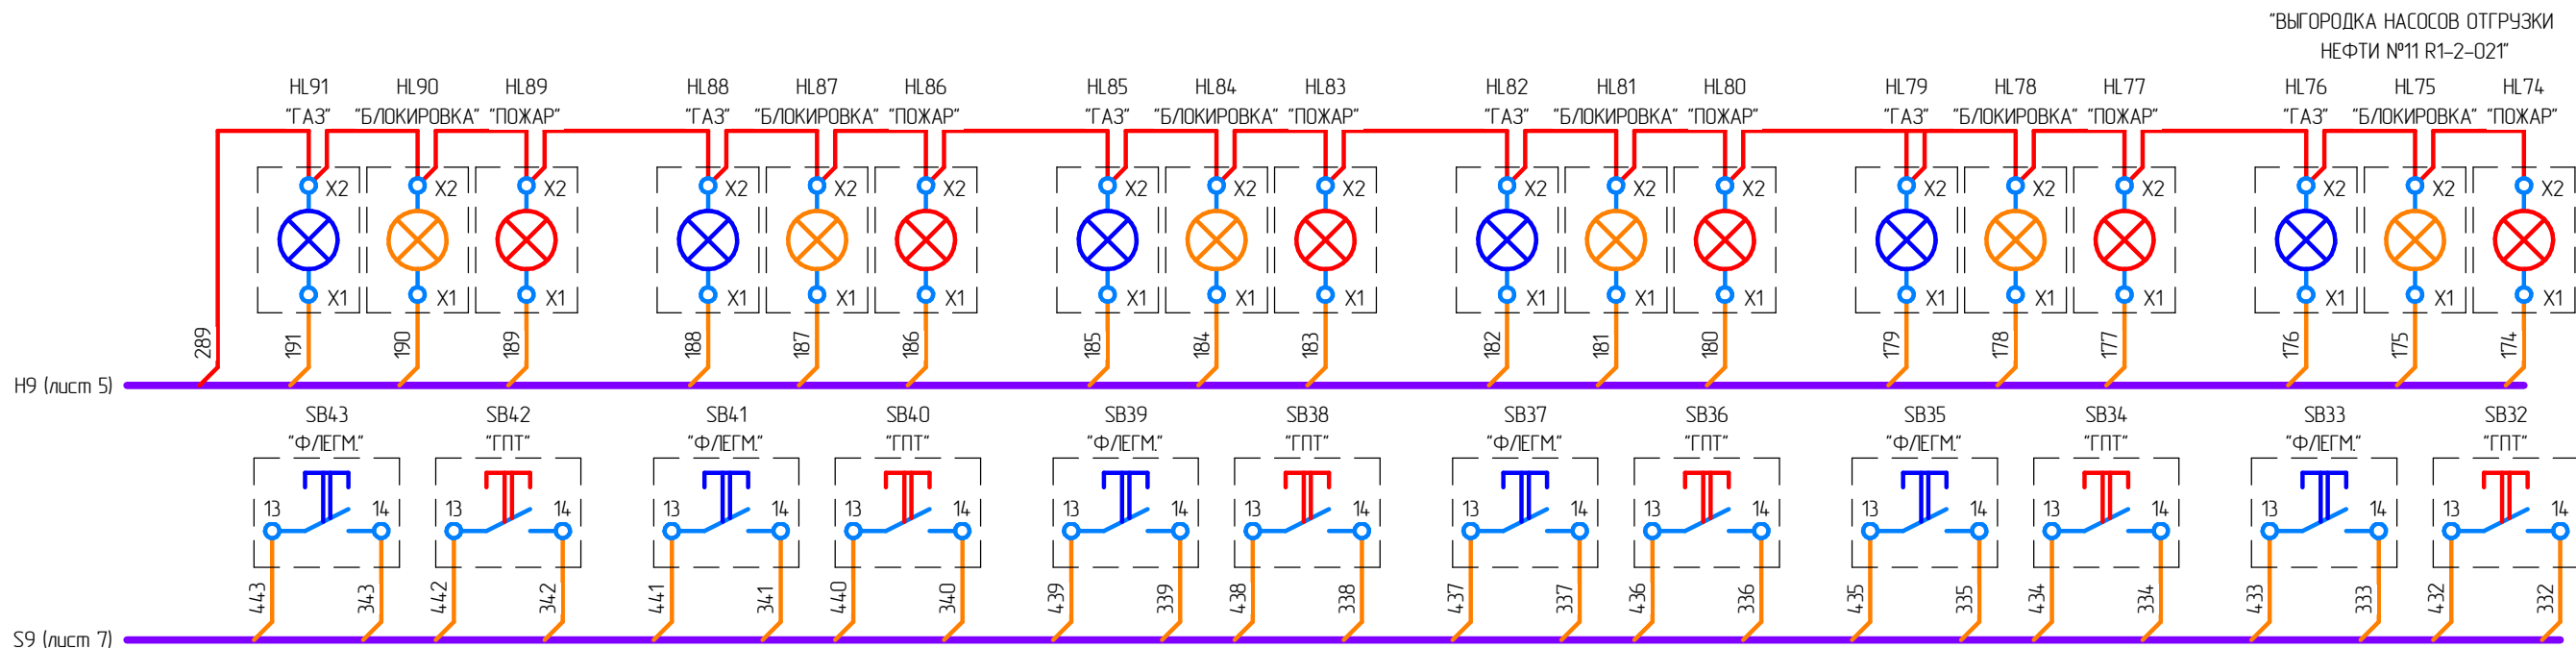 "ВЫГОРОДКА НАСОСОВ ОТГРУЗКИ
НЕФТИ №11 R1-2-021"
HL91 HL90 HL89 HL88 HL87 HL86 HL85 HL84 HL83 HL82 HL81 HL80 HL79 HL78 HL77 HL76 HL75 HL74
"ГАЗ" "БЛОКИРОВКА" "ПОЖАР" "ГАЗ" "БЛОКИРОВКА" "ПОЖАР" "ГАЗ" "БЛОКИРОВКА" "ПОЖАР" "ГАЗ" "БЛОКИРОВКА" "ПОЖАР" "ГАЗ" "БЛОКИРОВКА" "ПОЖАР" "ГАЗ" "БЛОКИРОВКА" "ПОЖАР"
X2 X2 X2 X2 X2 X2 X2 X2 X2 X2 X2 X2 X2 X2 X2 X2 X2 X2
X1 X1 X1 X1 X1 X1 X1 X1 X1 X1 X1 X1 X1 X1 X1 X1 X1 X1
289 191 190 189 188 187 186 185 184 183 182 181 180 179 178 177 176 175 174
H9 (лист 5)
SB43 SB42 SB41 SB40 SB39 SB38 SB37 SB36 SB35 SB34 SB33 SB32
"ФЛЕГМ." "ГПТ" "ФЛЕГМ." "ГПТ" "ФЛЕГМ." "ГПТ" "ФЛЕГМ." "ГПТ" "ФЛЕГМ." "ГПТ" "ФЛЕГМ." "ГПТ"
13 14 13 14 13 14 13 14 13 14 13 14 13 14 13 14 13 14 13 14 13 14 13 14
443 343 442 342 441 341 440 340 439 339 438 338 437 337 436 336 435 335 434 334 433 333 432 332
S9 (лист 7)